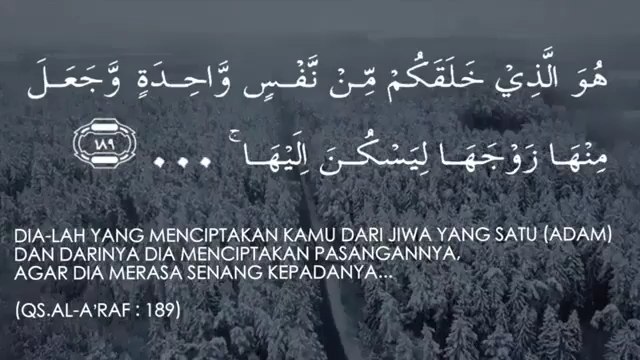 هُوَ الَّذِيْ خَلَقَكُمْ مِّنْ نَّفْسٍ وَّاحِدَةٍ وَّجَعَلَ
مِنْهَا زَوْجَهَا لِيَسْكُنَ اِلَيْهَا ۚ ... ١٨٩
DIA-LAH YANG MENCIPTAKAN KAMU DARI JIWA YANG SATU (ADAM)
DAN DARINYA DIA MENCIPTAKAN PASANGANNYA,
AGAR DIA MERASA SENANG KEPADANYA...
(QS.AL-A'RAF : 189)